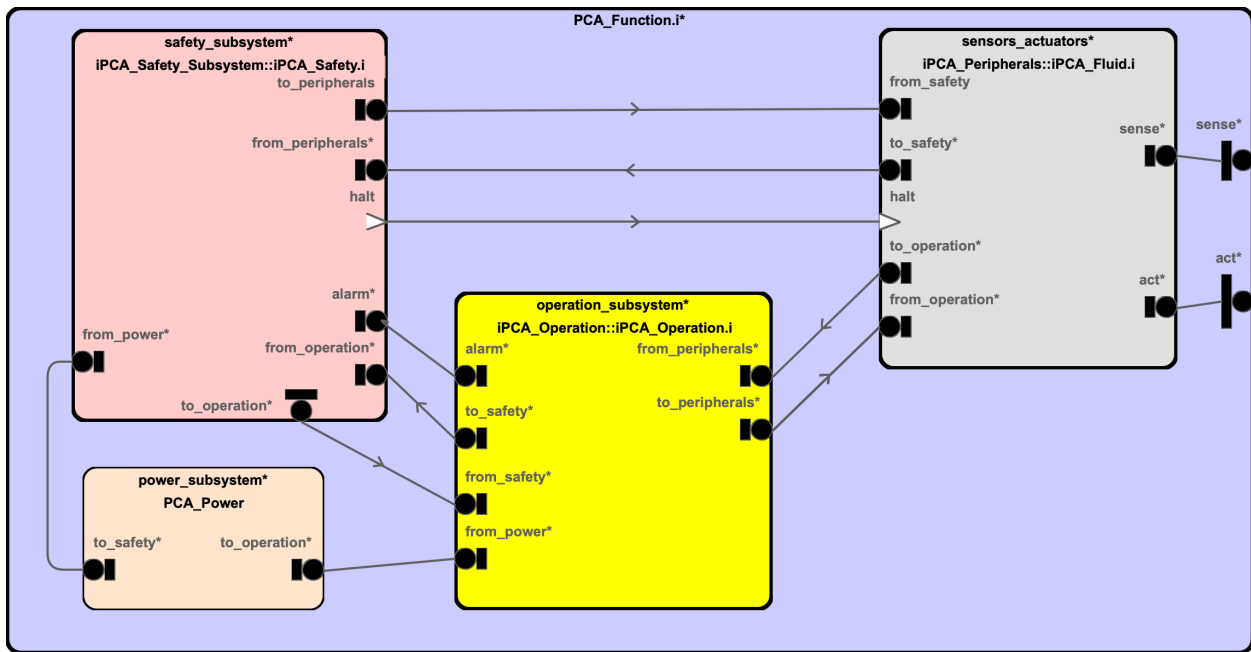 PCA_Function.i*
safety_subsystem*
iPCA_Safety_Subsystem::iPCA_Safety.i
to_peripherals
from_peripherals*
halt
alarm*
from_power*
from_operation*
to_operation*
sensors_actuators*
iPCA_Peripherals::iPCA_Fluid.i
from_safety
to_safety*
halt
to_operation*
from_operation*
sense*
act*
sense*
act*
operation_subsystem*
iPCA_Operation::iPCA_Operation.i
alarm*
from_peripherals*
to_safety*
to_peripherals*
from_safety*
from_power*
power_subsystem*
PCA_Power
to_safety*
to_operation*